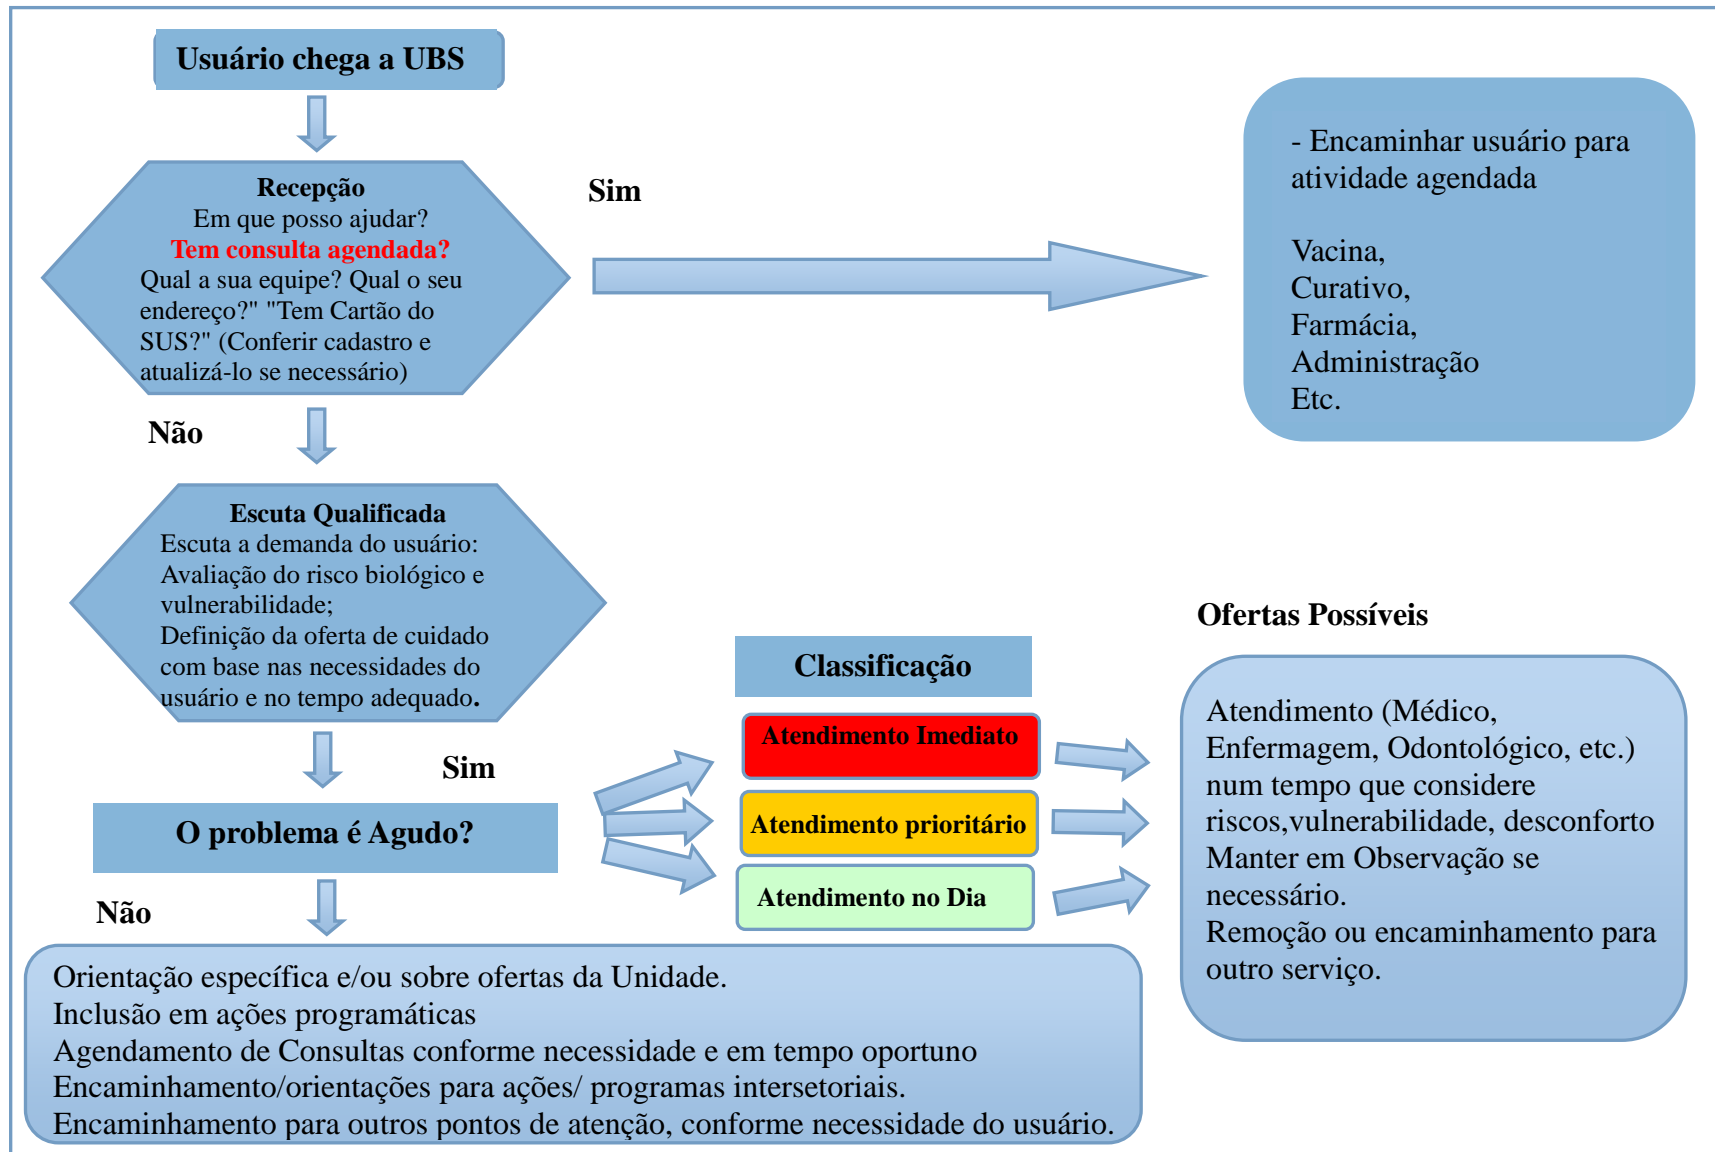 Usuário chega a UBS
Recepção
Em que posso ajudar?
Tem consulta agendada?
Qual a sua equipe? Qual o seu
endereço?" "Tem Cartão do
SUS?" (Conferir cadastro e
atualizá-lo se necessário)
Sim
- Encaminhar usuário para
atividade agendada
Vacina,
Curativo,
Farmácia,
Administração
Etc.
Não
Escuta Qualificada
Escuta a demanda do usuário:
Avaliação do risco biológico e
vulnerabilidade;
Definição da oferta de cuidado
com base nas necessidades do
usuário e no tempo adequado.
Sim
O problema é Agudo?
Classificação
Atendimento Imediato
Atendimento prioritário
Atendimento no Dia
Ofertas Possíveis
Atendimento (Médico,
Enfermagem, Odontológico, etc.)
num tempo que considere
riscos,vulnerabilidade, desconforto
Manter em Observação se
necessário.
Remoção ou encaminhamento para
outro serviço.
Não
Orientação específica e/ou sobre ofertas da Unidade.
Inclusão em ações programáticas
Agendamento de Consultas conforme necessidade e em tempo oportuno
Encaminhamento/orientações para ações/ programas intersetoriais.
Encaminhamento para outros pontos de atenção, conforme necessidade do usuário.